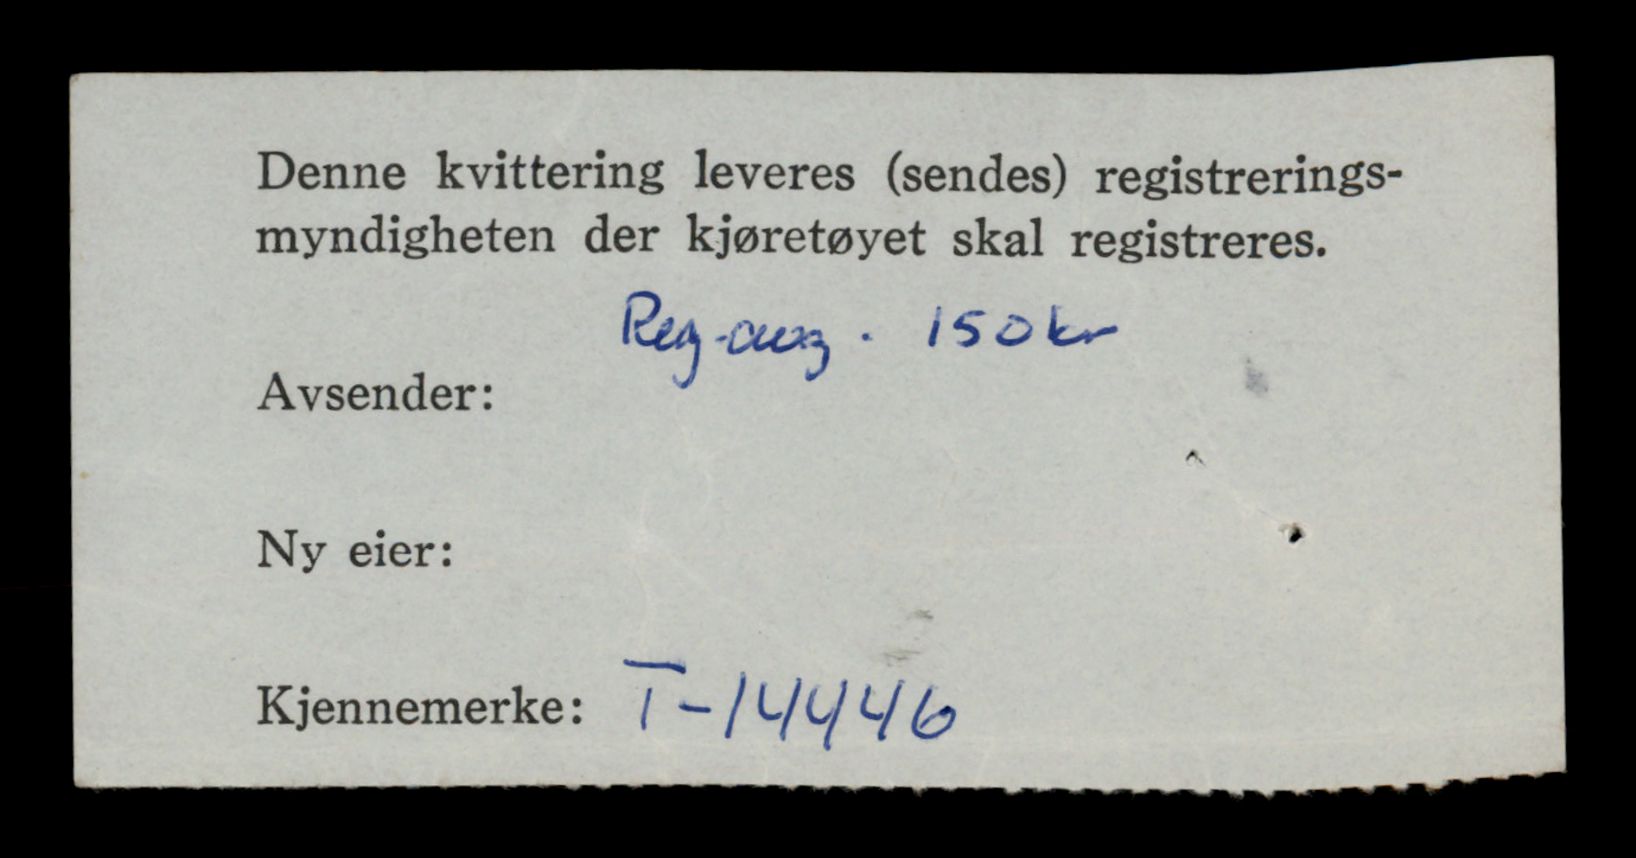 Denne kvittering leveres (sendes) registrerings-
myndigheten der kjøretøyet skal registreres.
Reg-avg. 150 kr
Avsender:
Ny eier:
Kjennemerke: T-14446